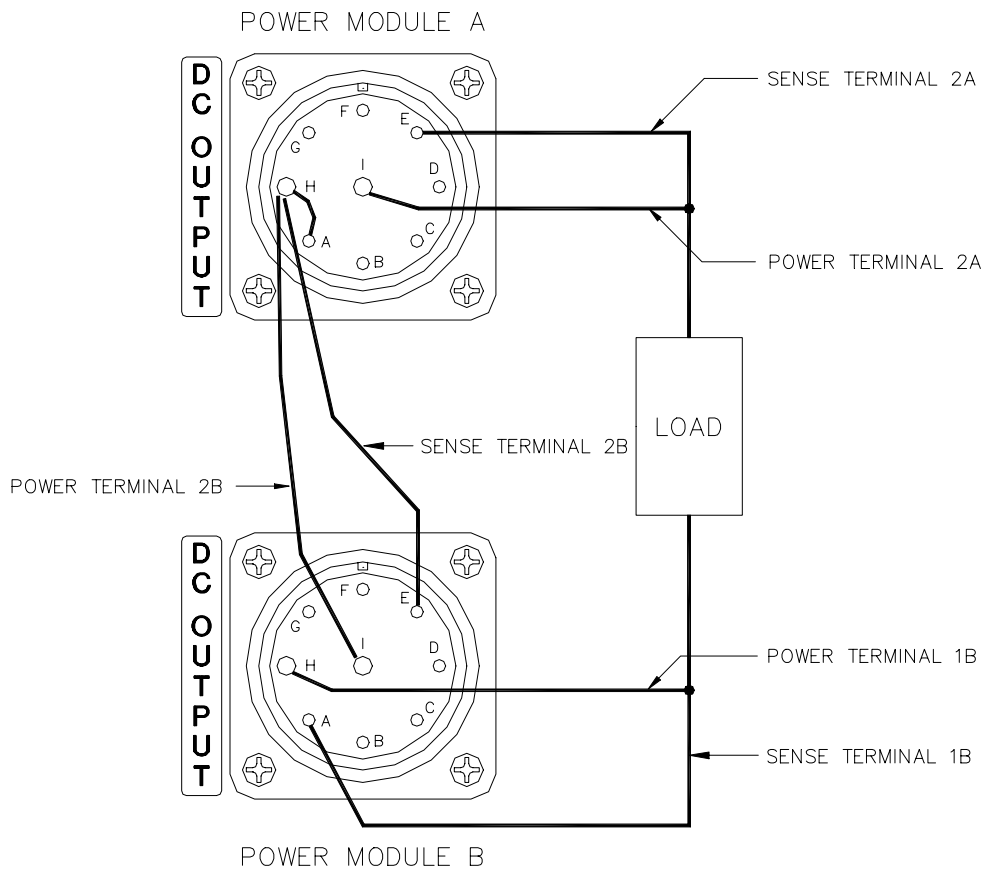 POWER MODULE A
DC OUTPUT
F
E
G
I
D
H
A
C
B
SENSE TERMINAL 2A
POWER TERMINAL 2A
LOAD
SENSE TERMINAL 2B
POWER TERMINAL 2B
DC OUTPUT
F
E
G
I
D
H
A
C
B
POWER TERMINAL 1B
SENSE TERMINAL 1B
POWER MODULE B